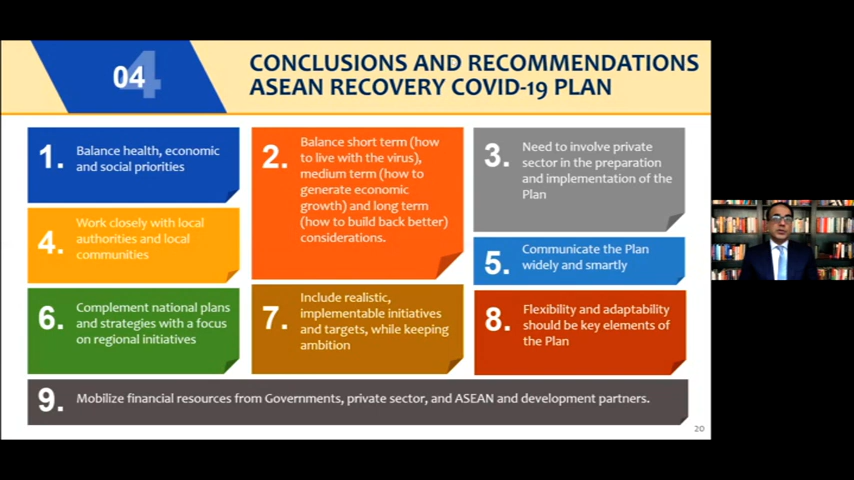 04
4
CONCLUSIONS AND RECOMMENDATIONS
ASEAN RECOVERY COVID-19 PLAN
1.
Balance health, economic
and social priorities
2.
Balance short term (how
to live with the virus),
medium term (how to
generate economic
growth) and long term
(how to build back better)
considerations.
3.
Need to involve private
sector in the preparation
and implementation of the
Plan
4.
Work closely with local
authorities and local
communities
5.
Communicate the Plan
widely and smartly
6.
Complement national plans
and strategies with a focus
on regional initiatives
7.
Include realistic,
implementable initiatives
and targets, while keeping
ambition
8.
Flexibility and adaptability
should be key elements of
the Plan
9.
Mobilize financial resources from Governments, private sector, and ASEAN and development partners.
20